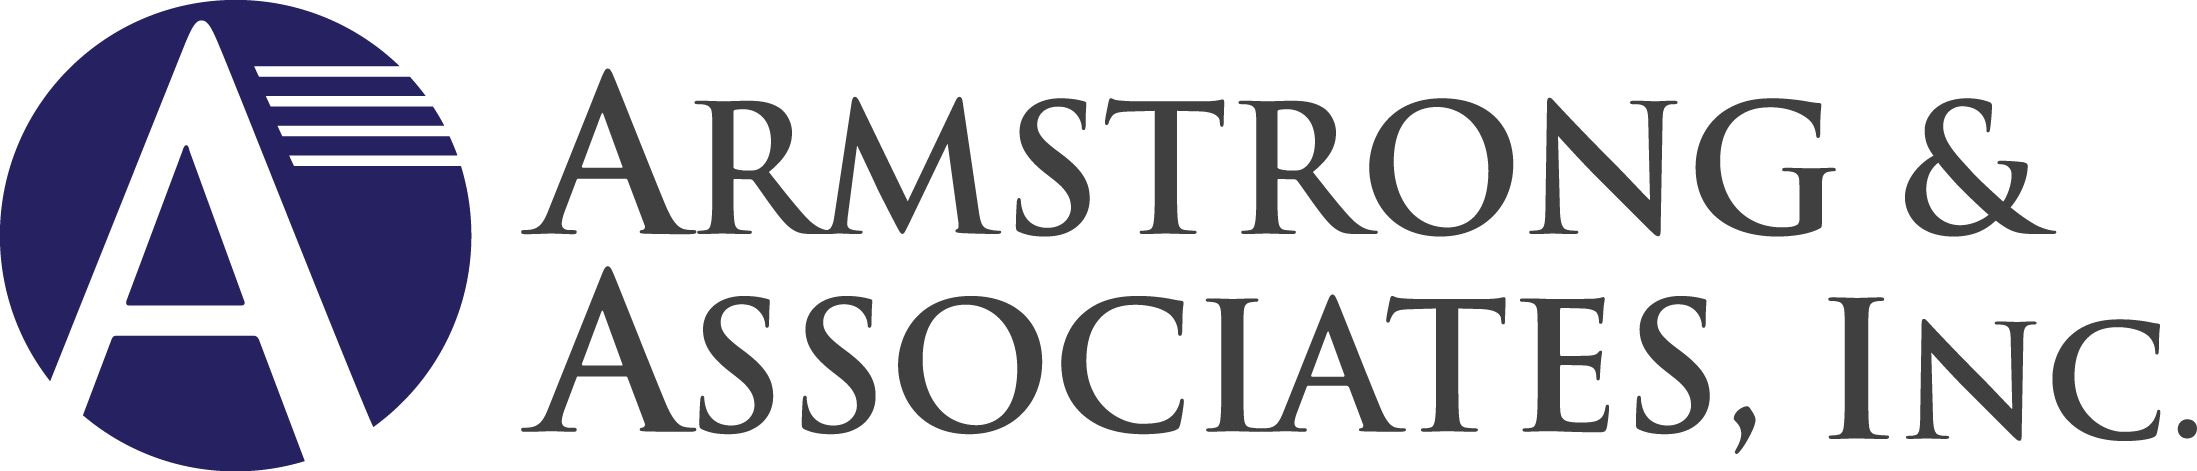 A
ARMSTRONG &
ASSOCIATES, INC.